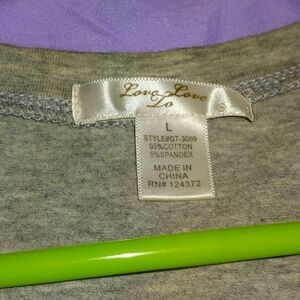 Love Love
To
L
STYLE#GT-3009
95%COTTON
5%SPANDEX
MADE IN
CHINA
RN# 124372